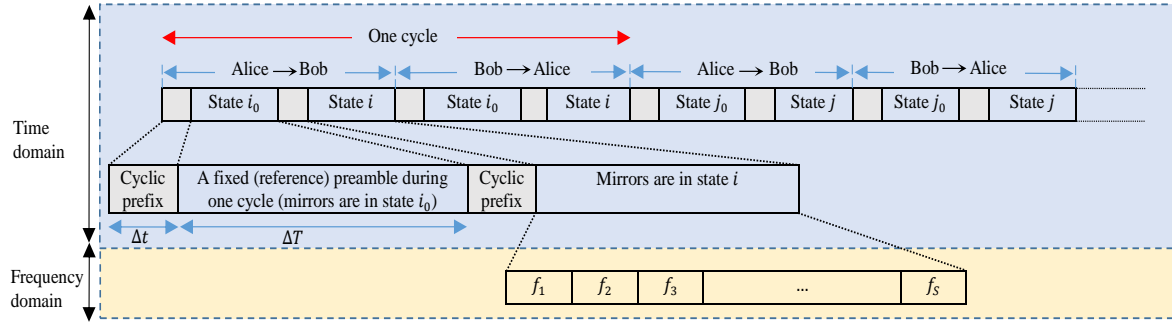 One cycle
Alice → Bob
Bob → Alice
Alice → Bob
Bob → Alice
State i₀
State i
State i₀
State i
State j₀
State j
State j₀
State j
Time
domain
Cyclic
prefix
A fixed (reference) preamble during
one cycle (mirrors are in state i₀)
Cyclic
prefix
Mirrors are in state i
Δt
ΔT
Frequency
domain
f₁
f₂
f₃
...
f_S